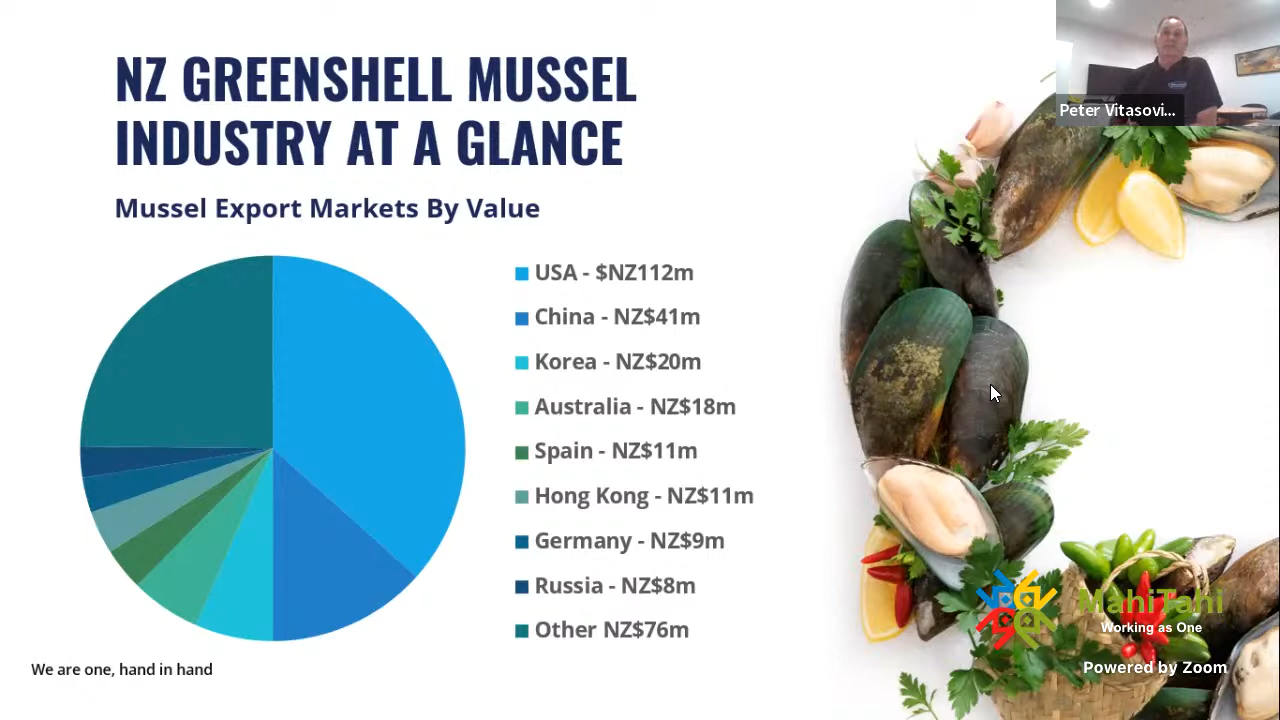 NZ GREENSHELL MUSSEL
INDUSTRY AT A GLANCE
Mussel Export Markets By Value
USA - $NZ112m
China - NZ$41m
Korea - NZ$20m
Australia - NZ$18m
Spain - NZ$11m
Hong Kong - NZ$11m
Germany - NZ$9m
Russia - NZ$8m
Other NZ$76m
We are one, hand in hand
Peter Vitasovi...
MahiTahi
Working as One
Powered by Zoom